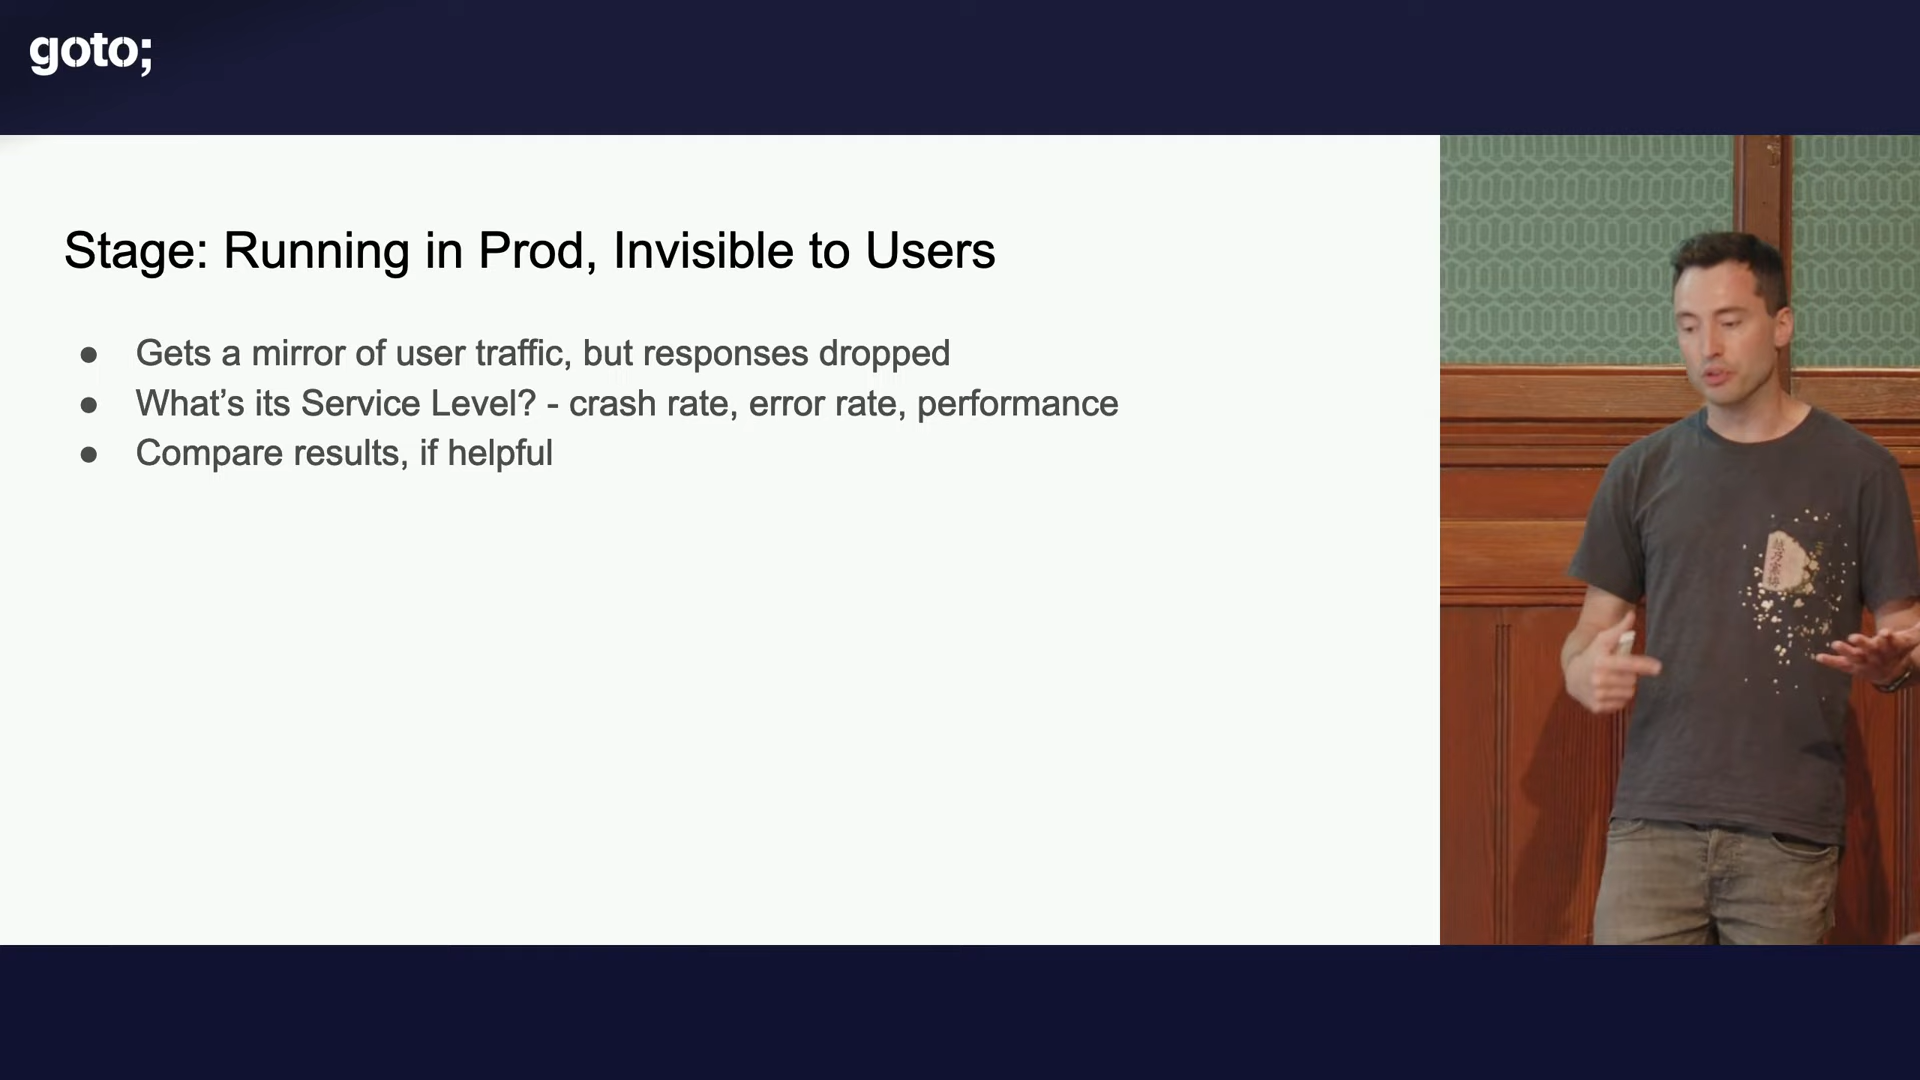 goto;
Stage: Running in Prod, Invisible to Users
● Gets a mirror of user traffic, but responses dropped
● What’s its Service Level? - crash rate, error rate, performance
● Compare results, if helpful